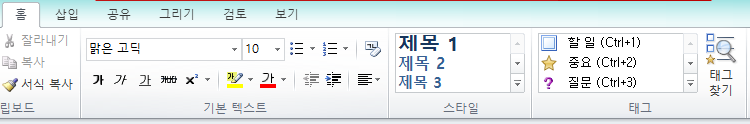 홈 삽입 공유 그리기 검토 보기
잘라내기
복사
서식 복사
립보드
맑은 고딕 10
가 가 가 가나 x²
가 가
기본 텍스트
제목 1
제목 2
제목 3
스타일
할 일 (Ctrl+1)
중요 (Ctrl+2)
질문 (Ctrl+3)
태그
태그
찾기